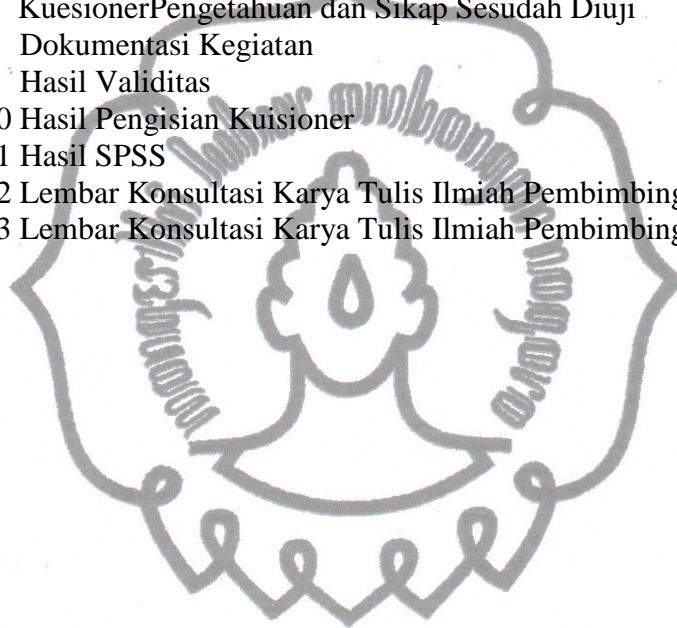 KuesionerPengetahuan dan Sikap Sesudah Diuji
Dokumentasi Kegiatan
Hasil Validitas
0 Hasil Pengisian Kuisioner
1 Hasil SPSS
2 Lembar Konsultasi Karya Tulis Ilmiah Pembimbing
3 Lembar Konsultasi Karya Tulis Ilmiah Pembimbing